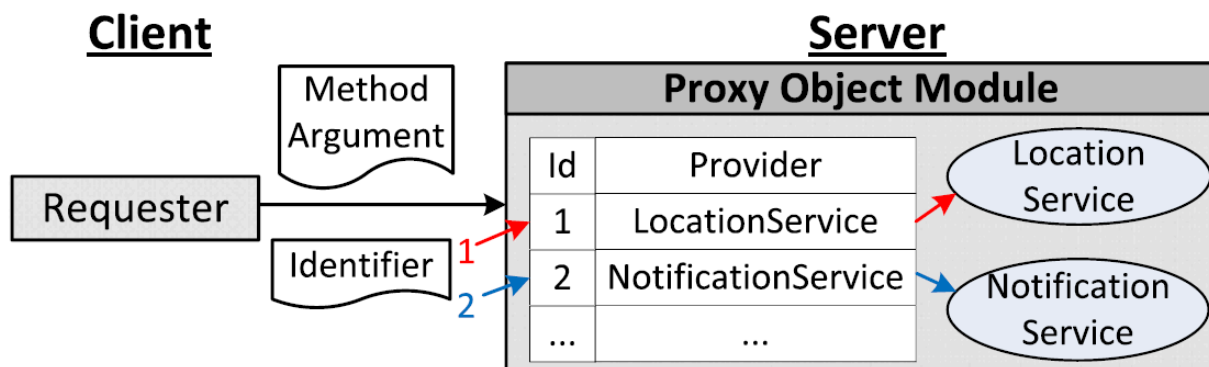 Client
Server
Method
Argument
Proxy Object Module
Requester
Identifier
1
2
Id Provider
1 LocationService
2 NotificationService
... ...
Location
Service
Notification
Service